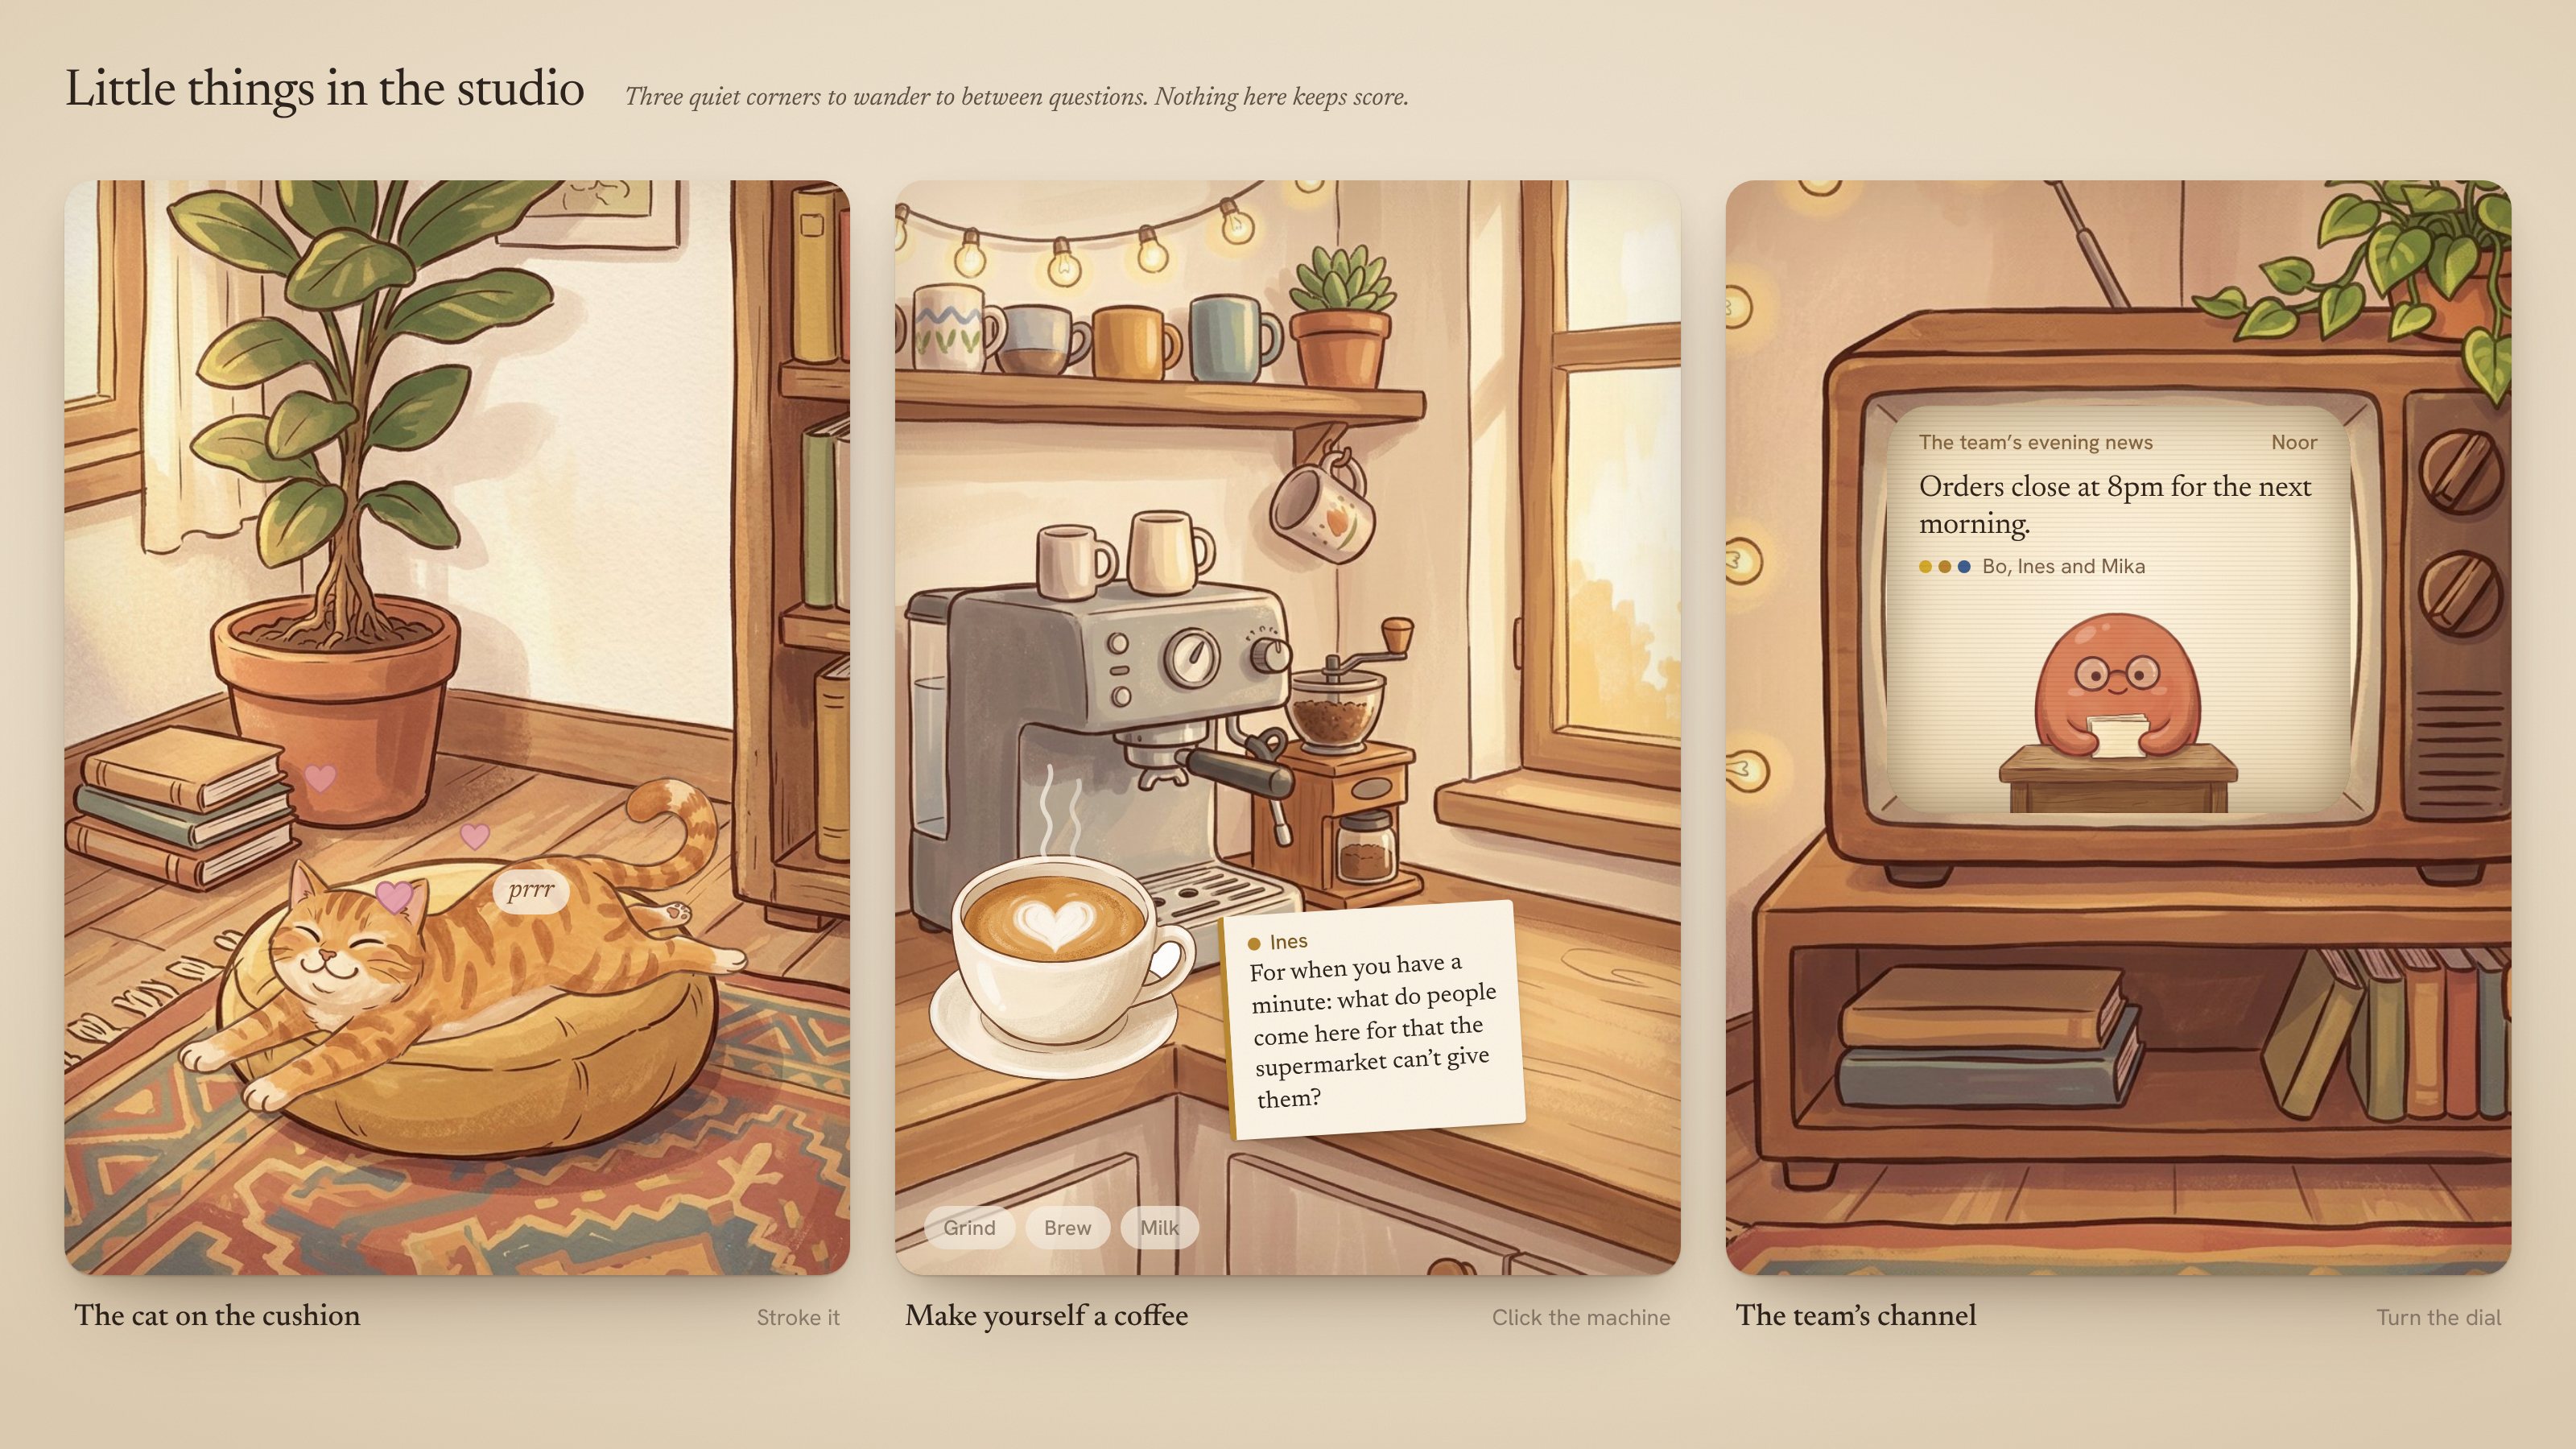 Little things in the studio
Three quiet corners to wander to between questions. Nothing here keeps score.
prrr
The cat on the cushion
Stroke it
Ines
For when you have a
minute: what do people
come here for that the
supermarket can’t give
them?
Grind
Brew
Milk
Make yourself a coffee
Click the machine
The team’s evening news
Noor
Orders close at 8pm for the next
morning.
Bo, Ines and Mika
The team’s channel
Turn the dial